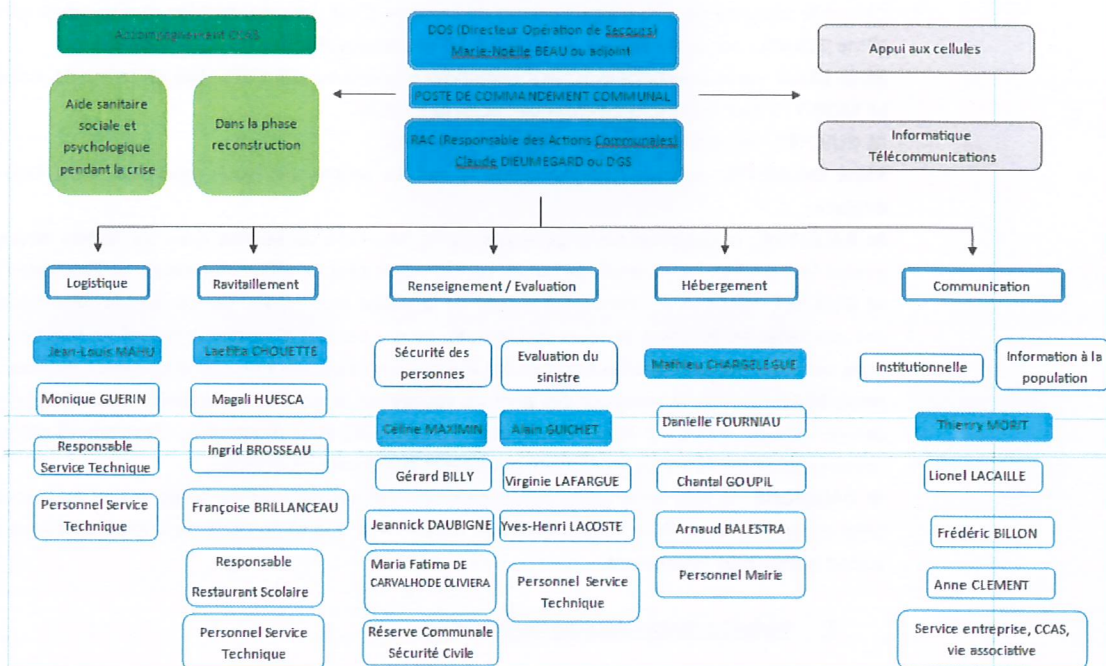 Accompagnement
Aide sanitaire
sociale et
psychologique
pendant la crise
Dans la phase
reconstruction
DOS (Directeur Opération de Secours)
Marie-Noëlle BEAU ou adjoint
POSTE DE COMMANDEMENT COMMUNAL
RAC (Responsable des Actions Communales)
Claude DIEUMEGARD ou DGS
Appui aux cellules
Informatique
Télécommunications
Logistique
Jean-Louis MAHU
Monique GUERIN
Responsable
Service Technique
Personnel Service
Technique
Ravitaillement
Laetitia CHOUETTE
Magali HUESCA
Ingrid BROSSEAU
Françoise BRILLANCEAU
Responsable
Restaurant Scolaire
Personnel Service
Technique
Renseignement / Evaluation
Sécurité des
personnes
Céline MAXIMIN
Gérard BILLY
Jeannick DAUBIGNE
Maria Fatima DE
CARVALHO DE OLIVIERA
Réserve Communale
Sécurité Civile
Evaluation du
sinistre
Alain GUICHET
Virginie LAFARGUE
Yves-Henri LACOSTE
Personnel Service
Technique
Hébergement
Mathieu CHARGELEGUE
Danielle FOURNIAU
Chantal GOUPIL
Arnaud BALESTRA
Personnel Mairie
Communication
Institutionnelle
Information à la
population
Thierry MORIT
Lionel LACAILLE
Frédéric BILLON
Anne CLEMENT
Service entreprise, CCAS,
vie associative